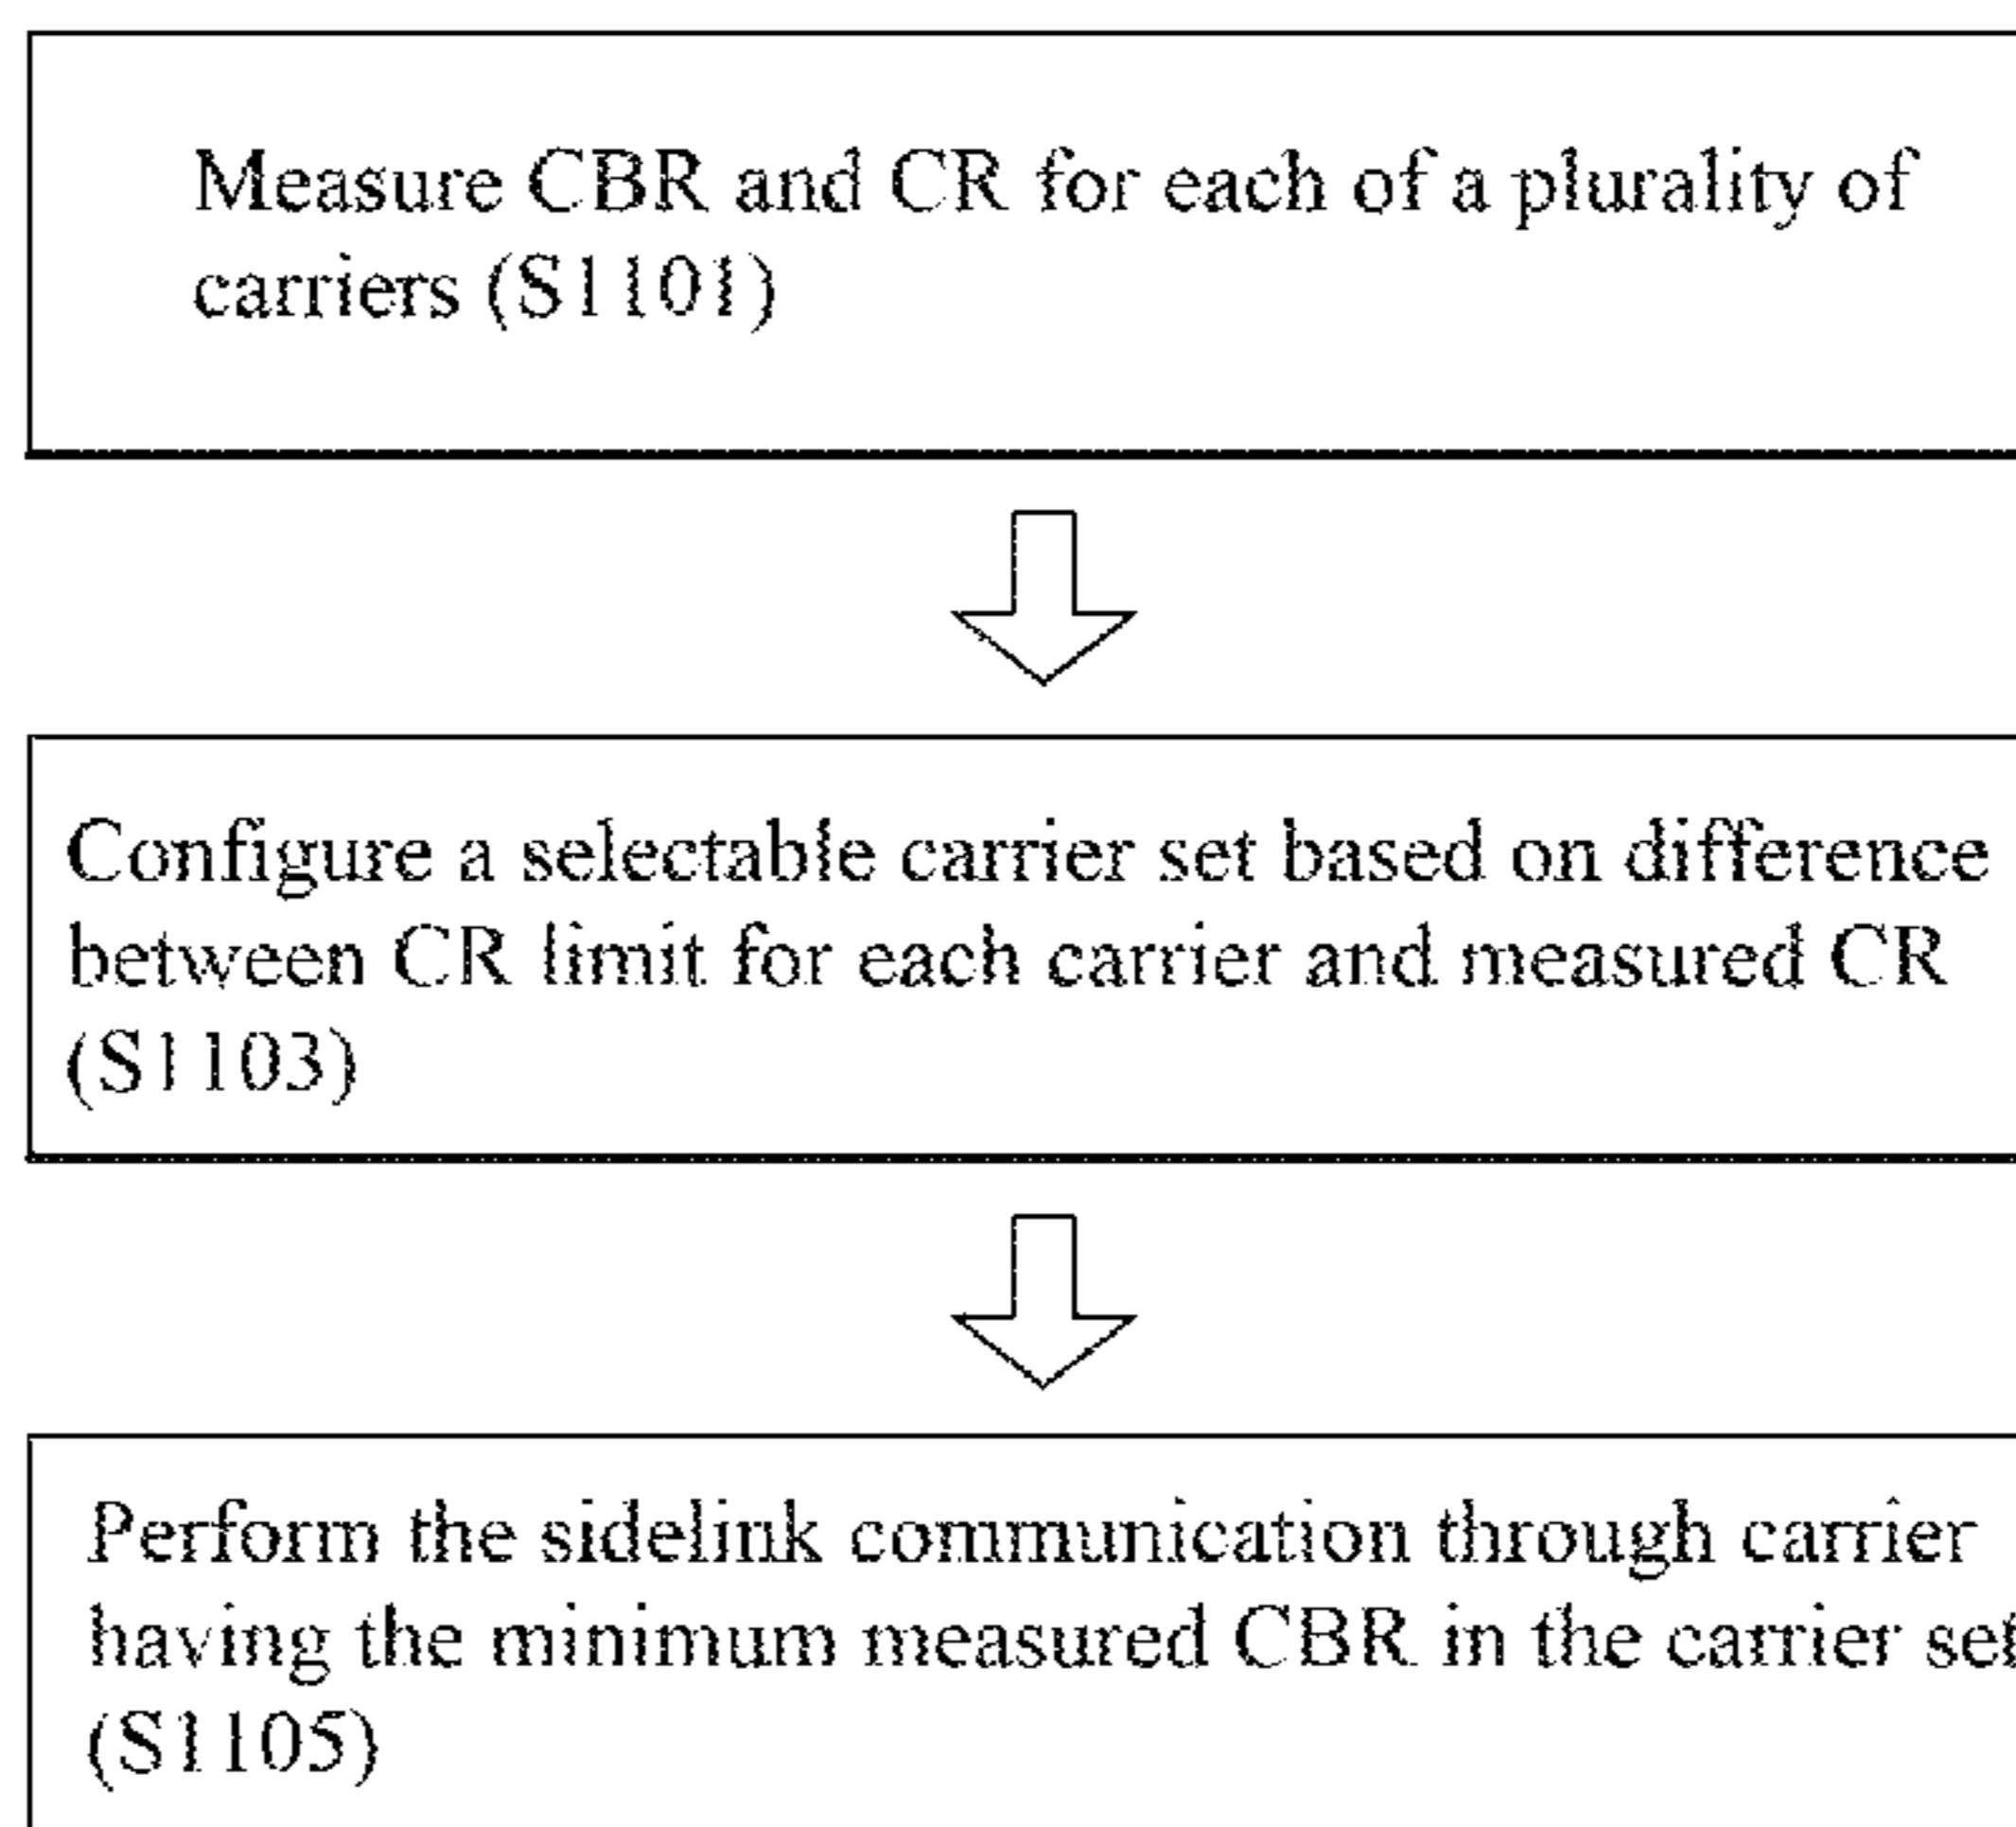 Measure CBR and CR for each of a plurality of
carriers (S1101)
Configure a selectable carrier set based on difference
between CR limit for each carrier and measured CR
(S1103)
Perform the sidelink communication through carrier
having the minimum measured CBR in the carrier set
(S1105)